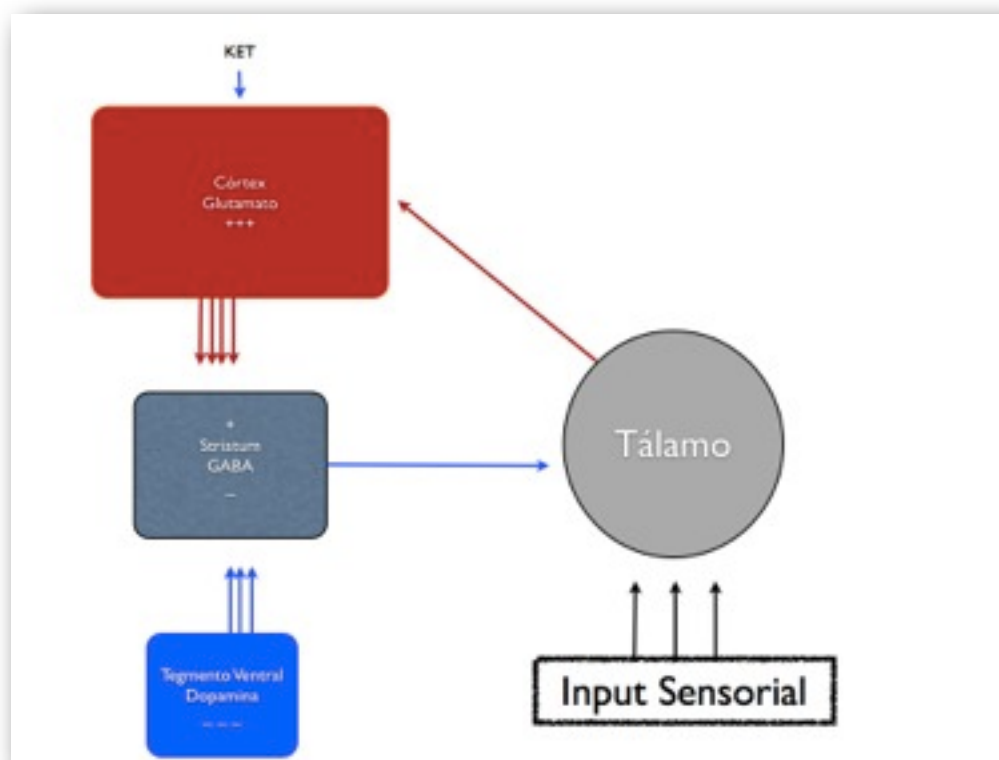 KET
Córtex
Glutamato
+++
+
Striatum
GABA
–
Tálamo
Tegmento Ventral
Dopamina
– – –
Input Sensorial